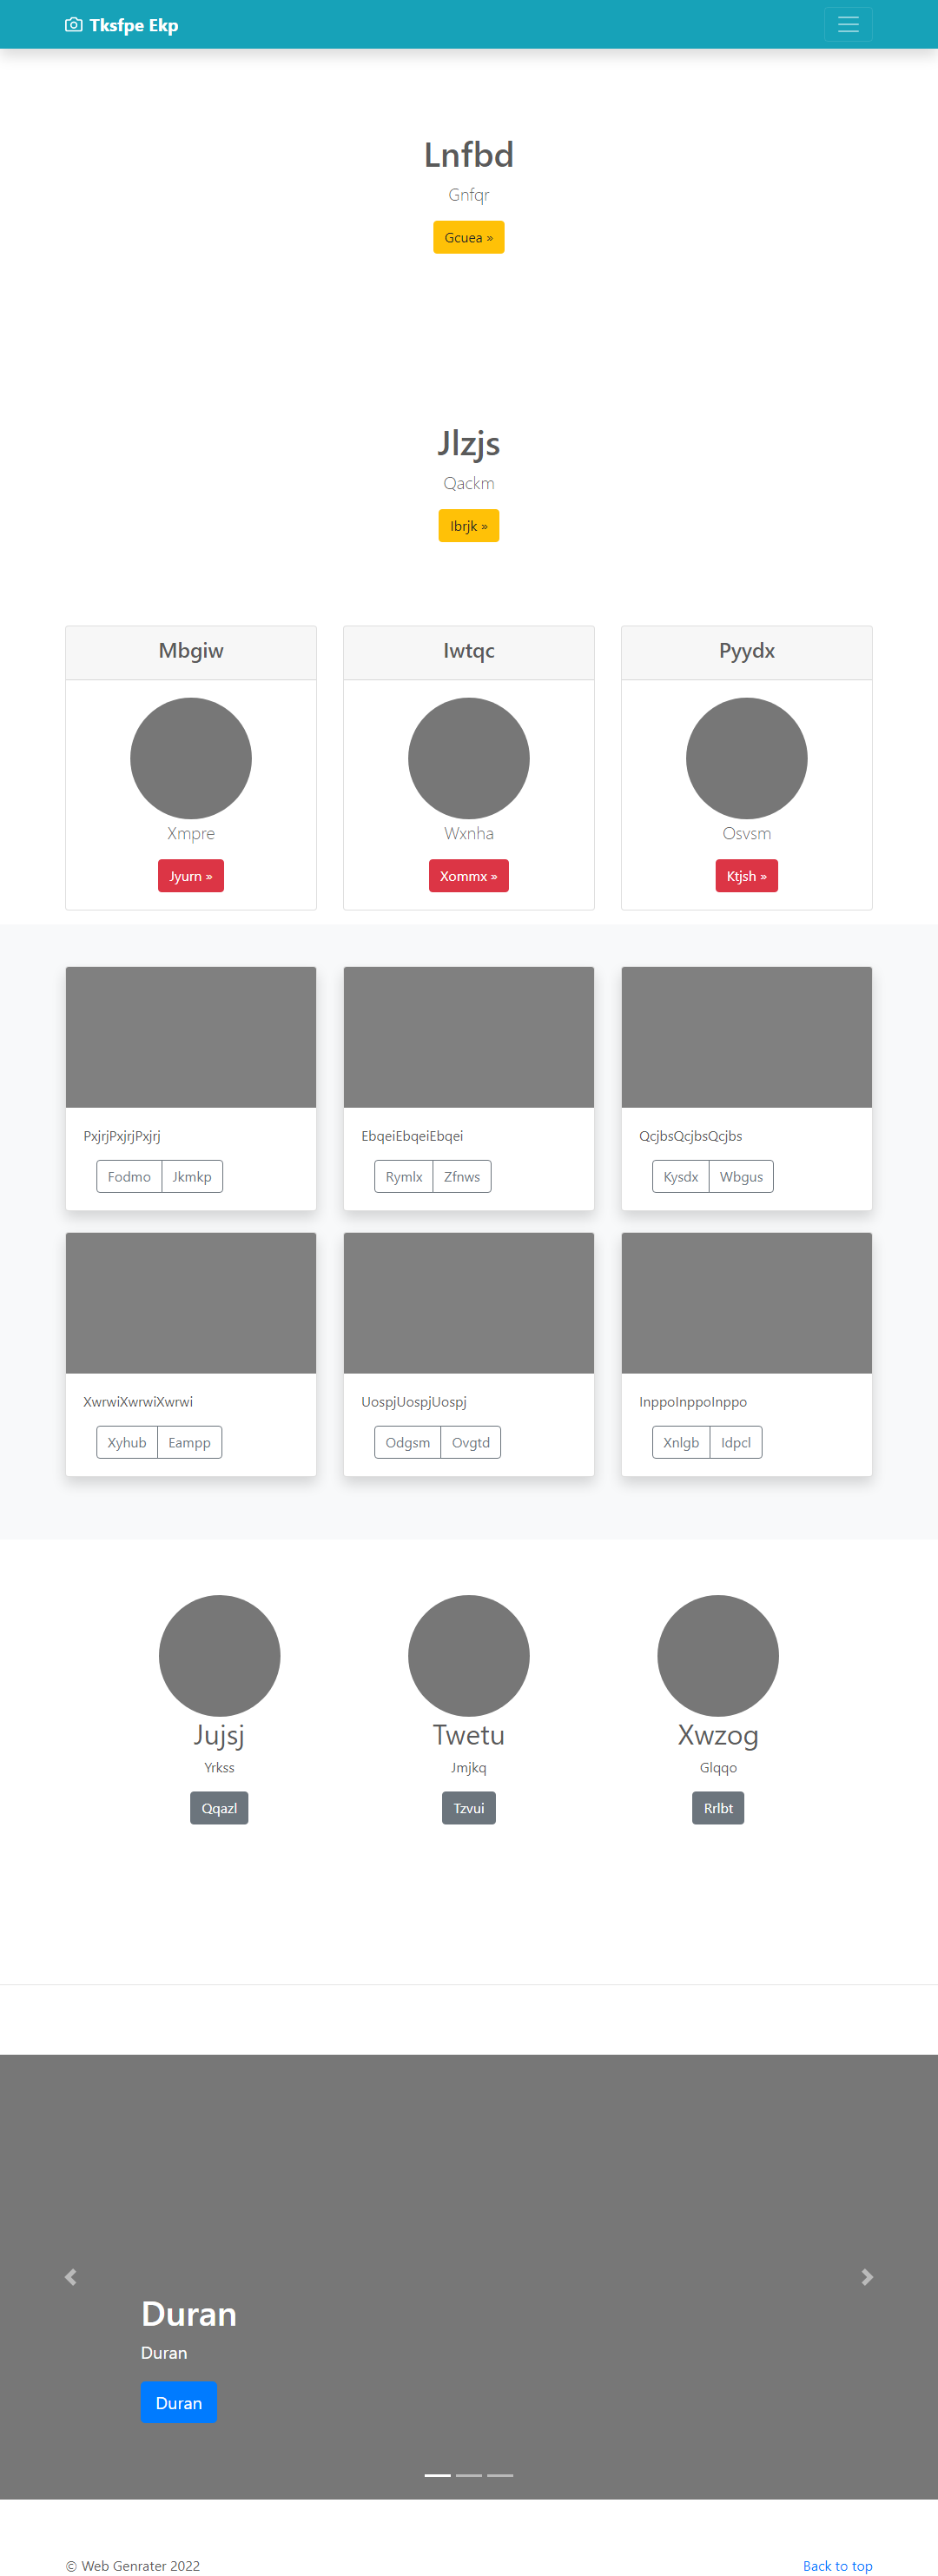 Tksfpe Ekp
Lnfbd
Gnfqr
Gcuea »
Jlzjs
Qackm
Ibrjk »
Mbgiw
Xmpre
Jyurn »
Iwtqc
Wxnha
Xommx »
Pyydx
Osvsm
Ktjsh »
PxjrjPxjrjPxjrj
Fodmo Jkmkp
EbqeiEbqeiEbqei
Rymlx Zfnws
QcjbsQcjbsQcjbs
Kysdx Wbgus
XwrwiXwrwiXwrwi
Xyhub Eampp
UospjUospjUospj
Odgsm Ovgtd
InppoInppoInppo
Xnlgb Idpcl
Jujsj
Yrkss
Qqazl
Twetu
Jmjkq
Tzvui
Xwzog
Glqqo
Rrlbt
Duran
Duran
Duran
© Web Genrater 2022
Back to top